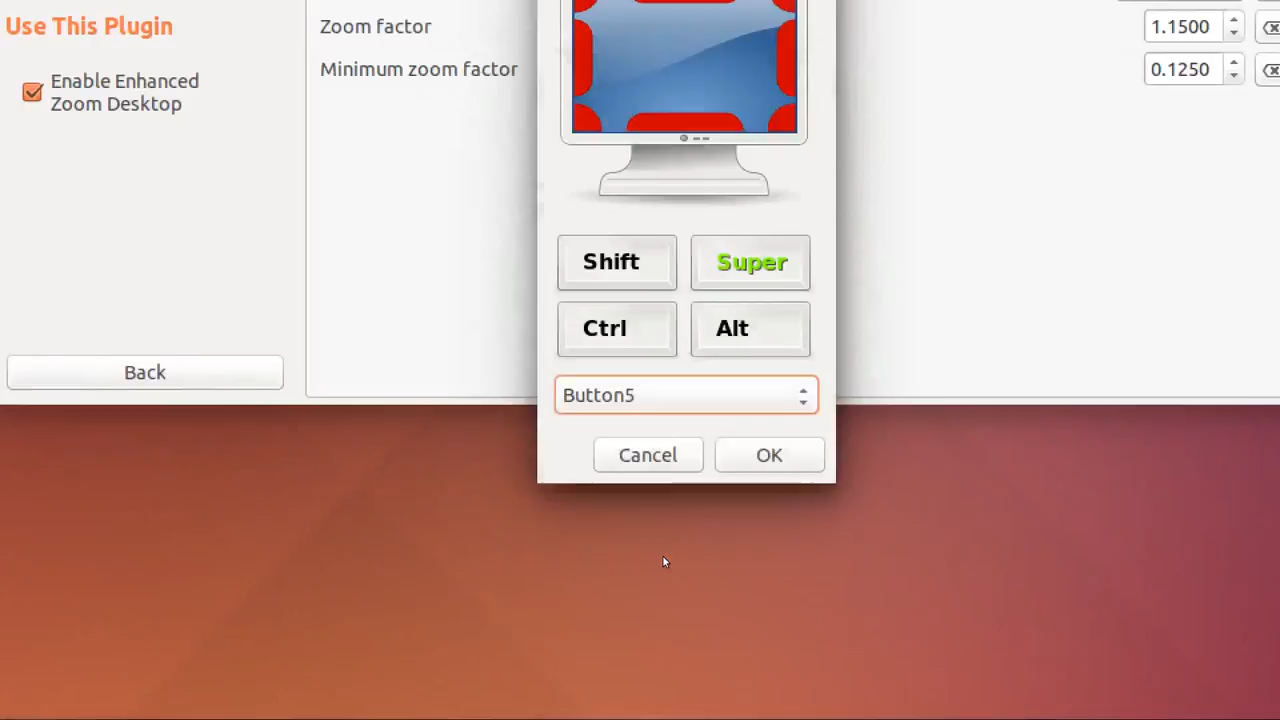 Use This Plugin
Enable Enhanced
Zoom Desktop
Back
Zoom factor
1.1500
Minimum zoom factor
0.1250
Shift
Super
Ctrl
Alt
Button5
Cancel
OK